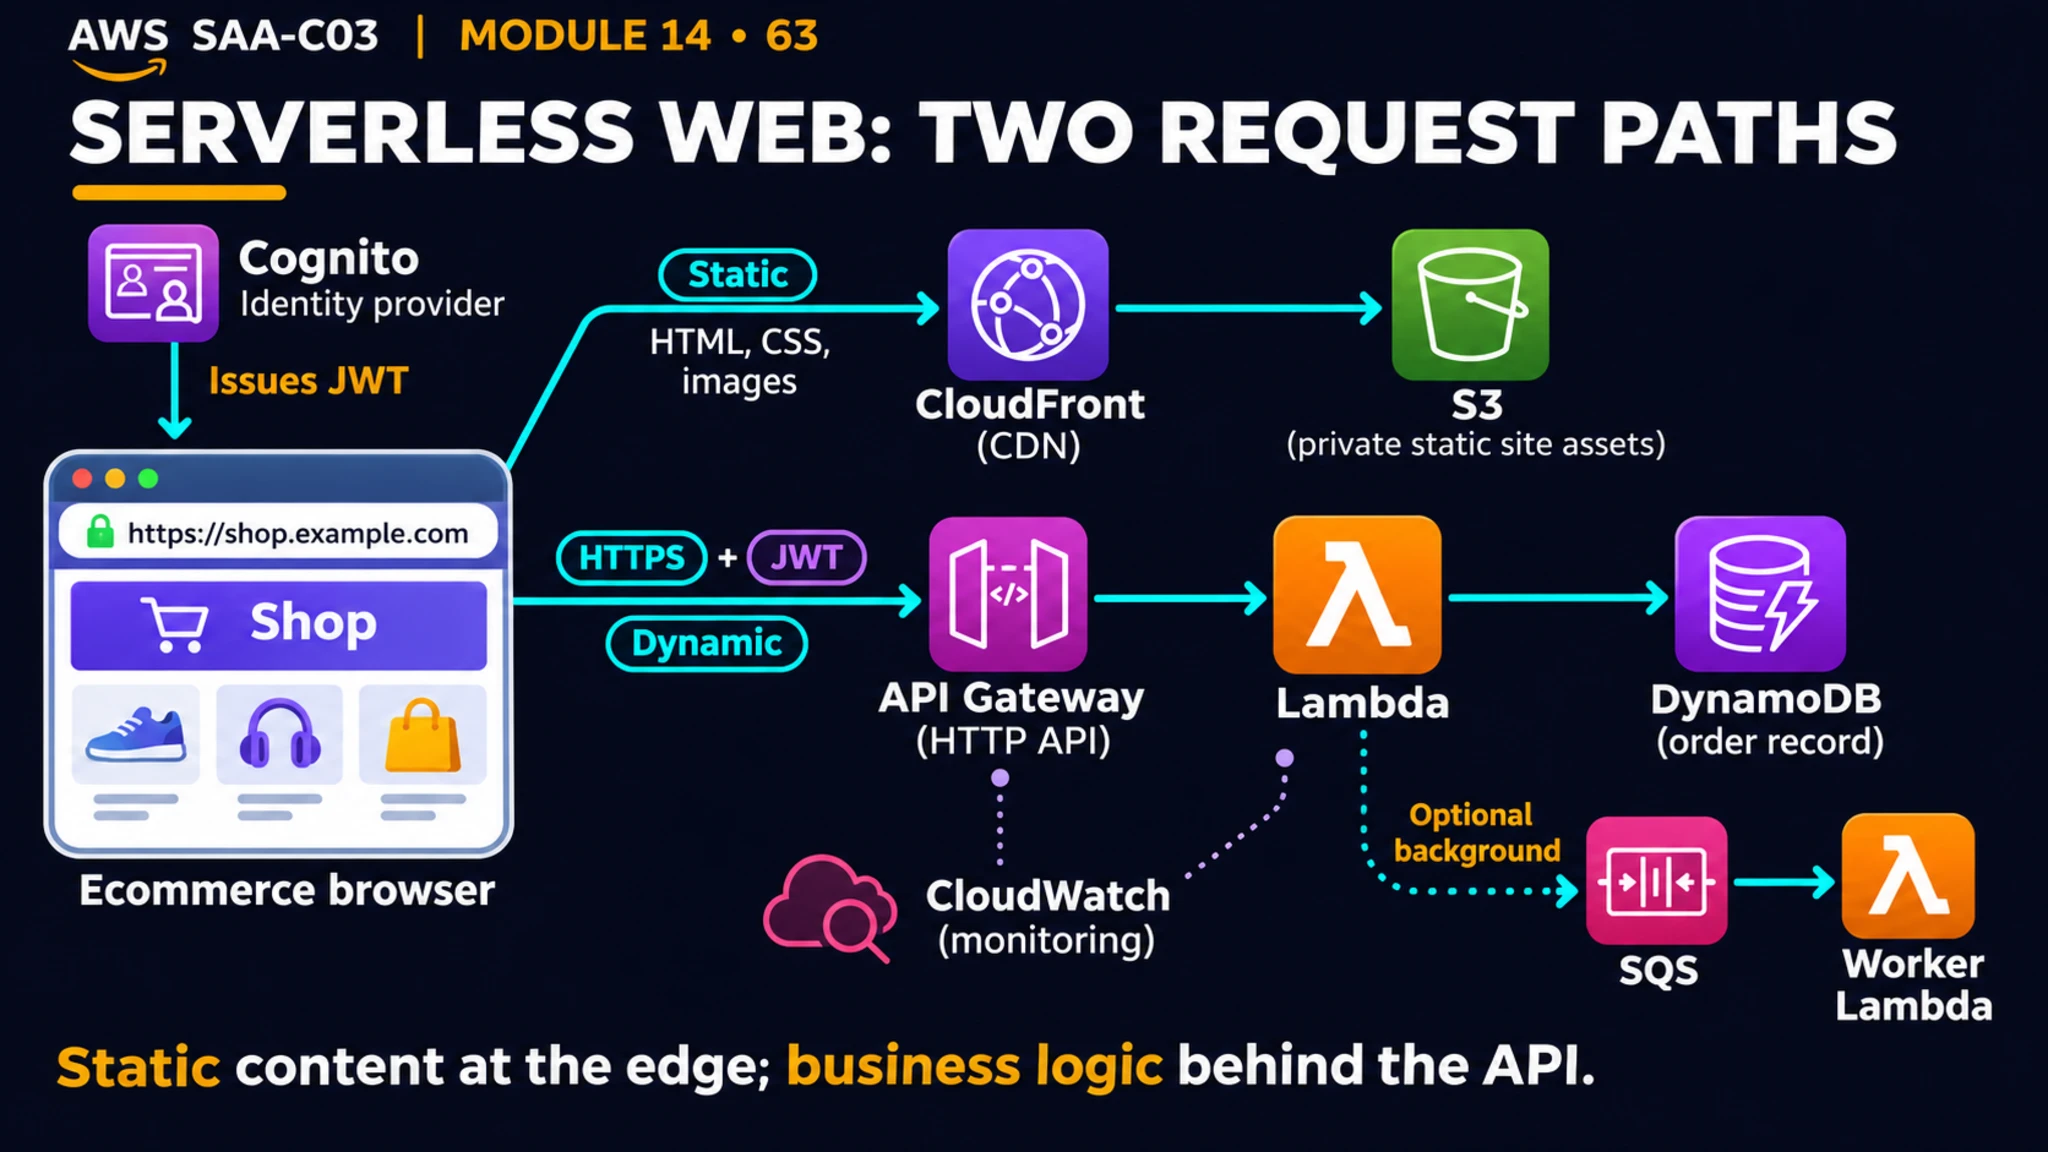 AWS SAA-C03 | MODULE 14 • 63
SERVERLESS WEB: TWO REQUEST PATHS
Cognito
Identity provider
Issues JWT
Static
HTML, CSS,
images
CloudFront
(CDN)
S3
(private static site assets)
https://shop.example.com
Shop
Ecommerce browser
HTTPS + JWT
Dynamic
</>
API Gateway
(HTTP API)
Lambda
DynamoDB
(order record)
CloudWatch
(monitoring)
Optional
background
SQS
Worker
Lambda
Static content at the edge; business logic behind the API.